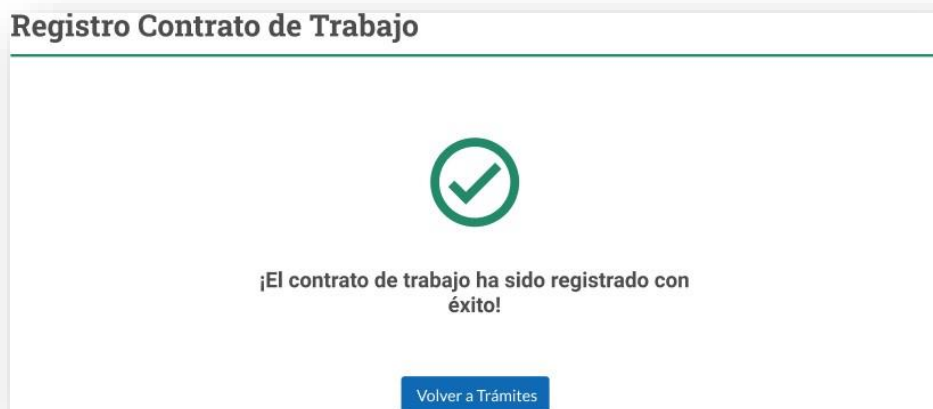 Registro Contrato de Trabajo
¡El contrato de trabajo ha sido registrado con
éxito!
Volver a Trámites